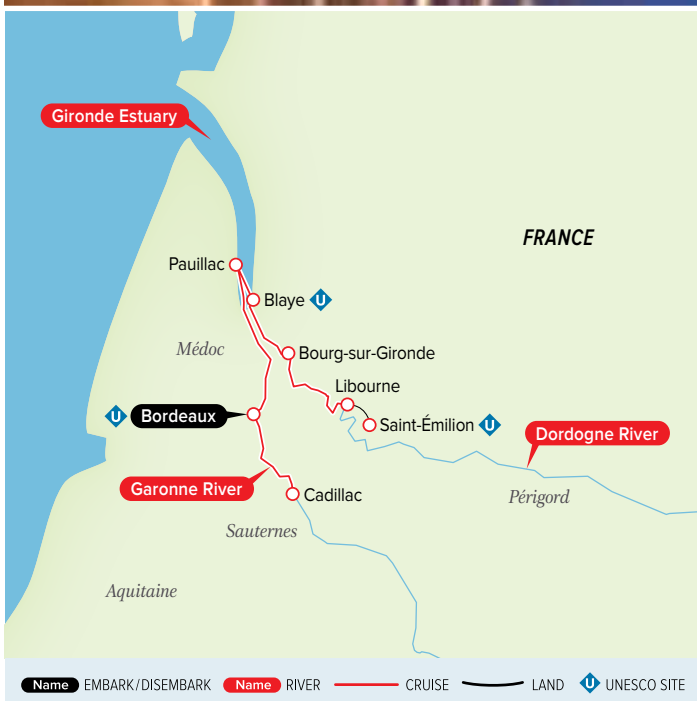 Gironde Estuary
FRANCE
Pauillac
Blaye U
Médoc
Bourg-sur-Gironde
Libourne
U Bordeaux
Saint-Émilion U
Dordogne River
Garonne River
Cadillac
Périgord
Sauternes
Aquitaine
Name EMBARK/DISEMBARK Name RIVER CRUISE LAND U UNESCO SITE